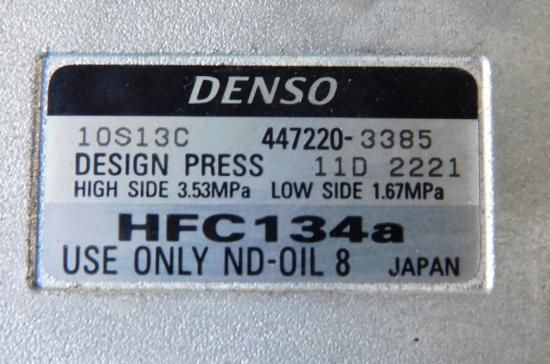 DENSO
10S13C 447220-3385
DESIGN PRESS 11D 2221
HIGH SIDE 3.53MPa LOW SIDE 1.67MPa
HFC134a
USE ONLY ND-OIL 8 JAPAN